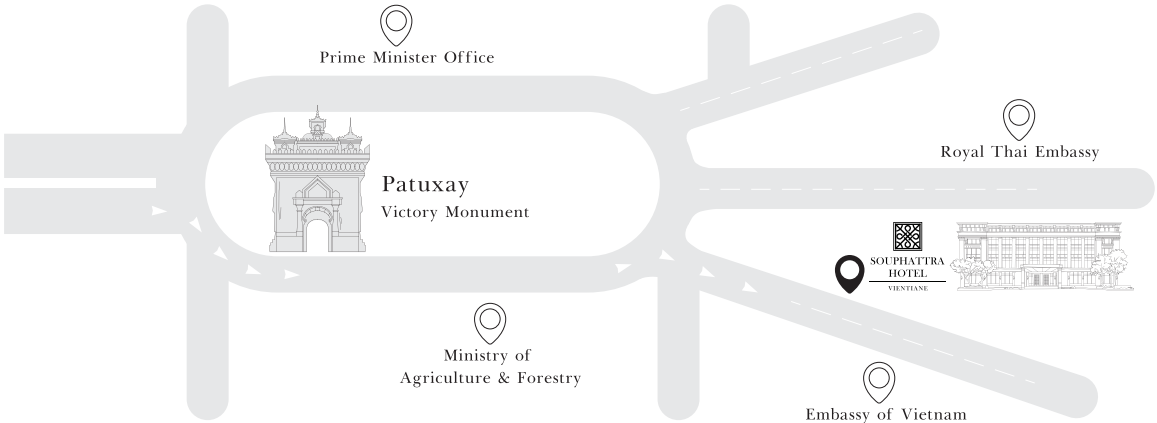 Prime Minister Office
Royal Thai Embassy
Patuxay
Victory Monument
SOUPHATTRA
HOTEL
VIENTIANE
Ministry of
Agriculture & Forestry
Embassy of Vietnam